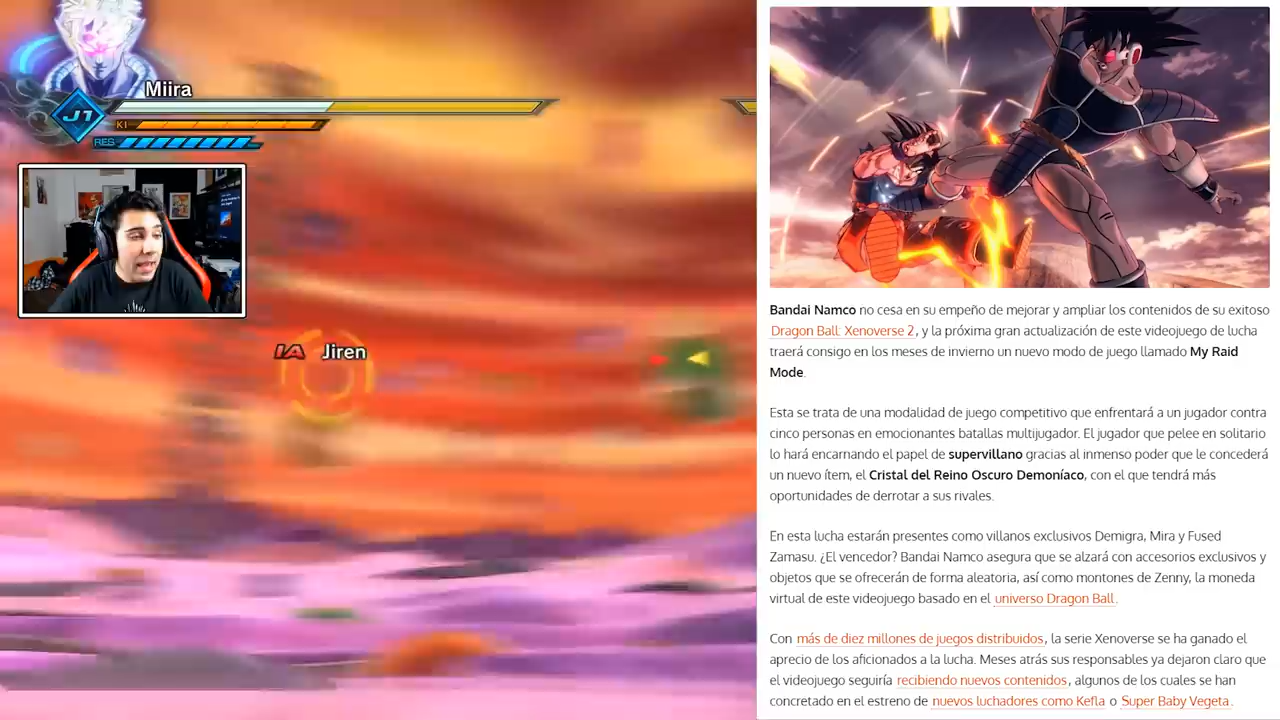 Miira
J1
KI
RES
IA Jiren
Bandai Namco no cesa en su empeño de mejorar y ampliar los contenidos de su exitoso
Dragon Ball: Xenoverse 2, y la próxima gran actualización de este videojuego de lucha
traerá consigo en los meses de invierno un nuevo modo de juego llamado My Raid
Mode.
Esta se trata de una modalidad de juego competitivo que enfrentará a un jugador contra
cinco personas en emocionantes batallas multijugador. El jugador que pelee en solitario
lo hará encarnando el papel de supervillano gracias al inmenso poder que le concederá
un nuevo ítem, el Cristal del Reino Oscuro Demoníaco, con el que tendrá más
oportunidades de derrotar a sus rivales.
En esta lucha estarán presentes como villanos exclusivos Demigra, Mira y Fused
Zamasu. ¿El vencedor? Bandai Namco asegura que se alzará con accesorios exclusivos y
objetos que se ofrecerán de forma aleatoria, así como montones de Zenny, la moneda
virtual de este videojuego basado en el universo Dragon Ball.
Con más de diez millones de juegos distribuidos, la serie Xenoverse se ha ganado el
aprecio de los aficionados a la lucha. Meses atrás sus responsables ya dejaron claro que
el videojuego seguiría recibiendo nuevos contenidos, algunos de los cuales se han
concretado en el estreno de nuevos luchadores como Kefla o Super Baby Vegeta.